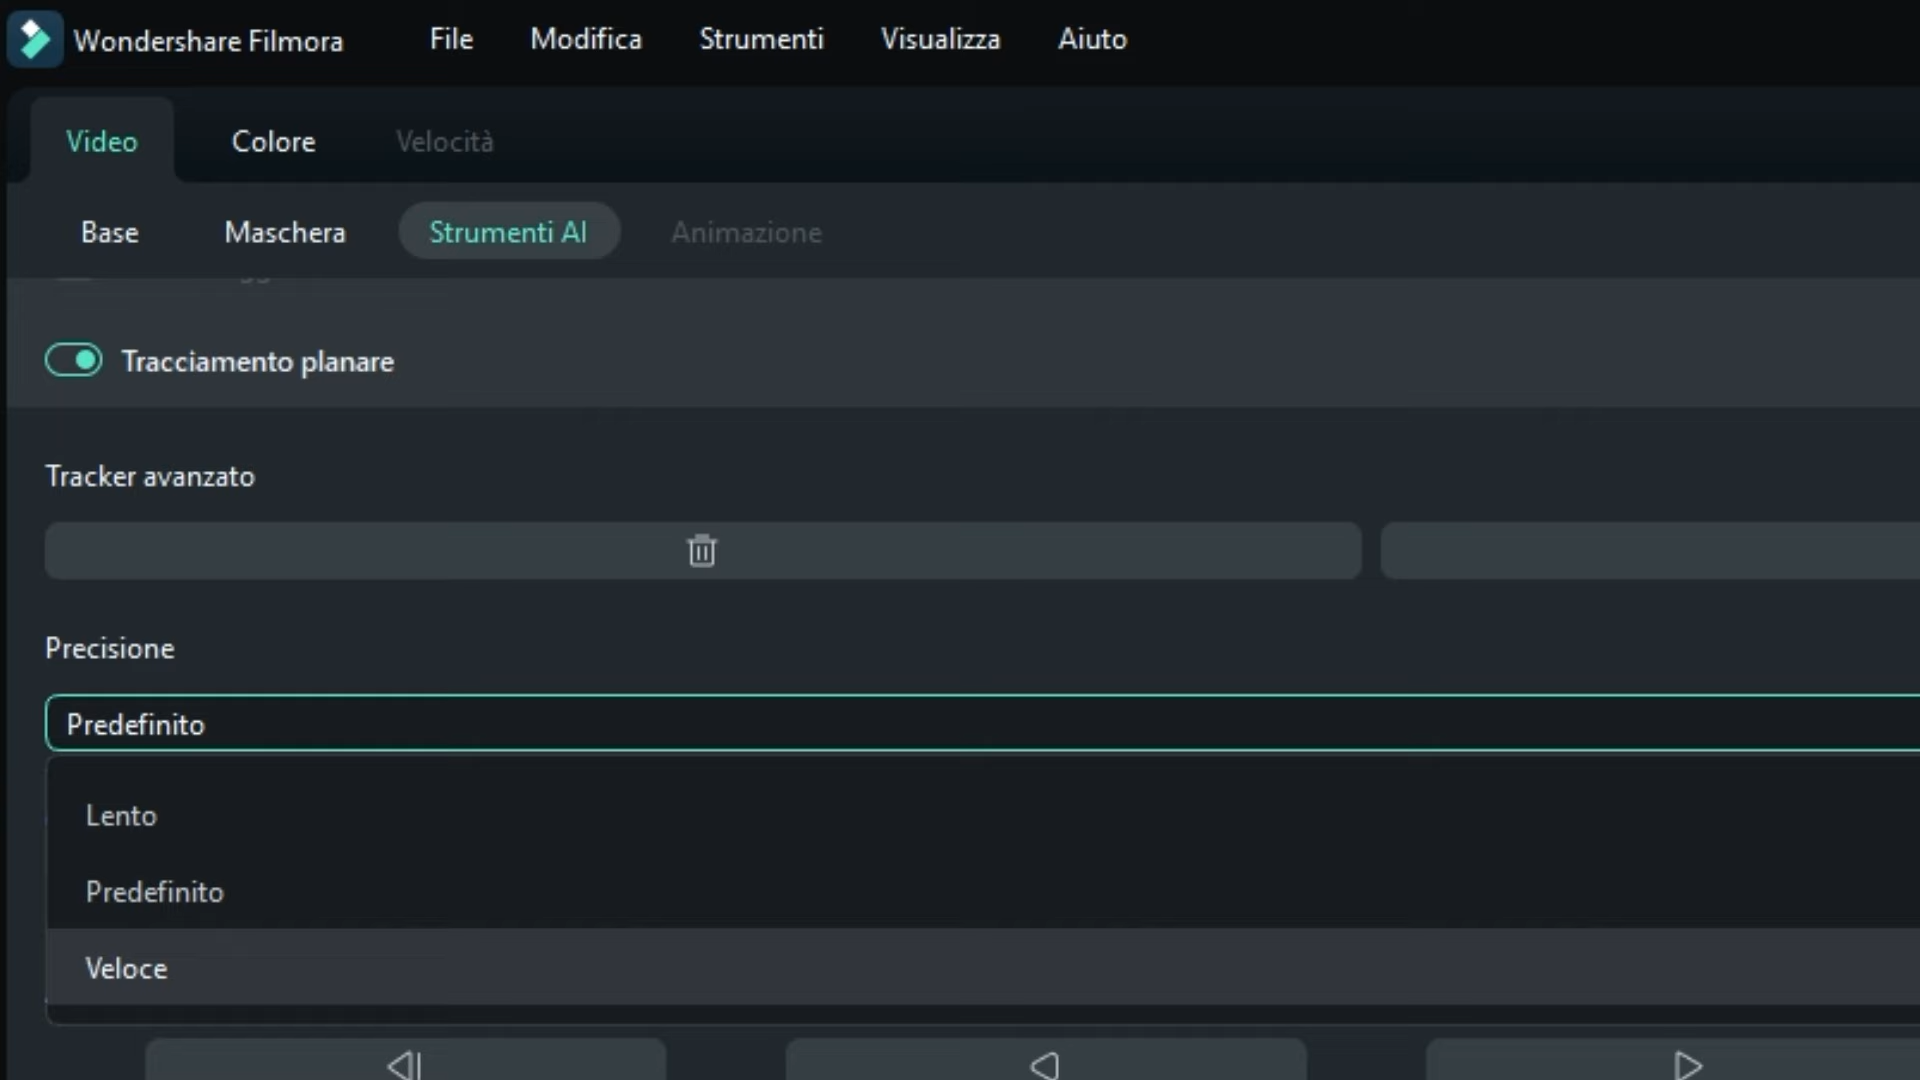 Wondershare Filmora File Modifica Strumenti Visualizza Aiuto
Video Colore Velocità
Base Maschera Strumenti AI Animazione
Tracciamento planare
Tracker avanzato
Precisione
Predefinito
Lento
Predefinito
Veloce